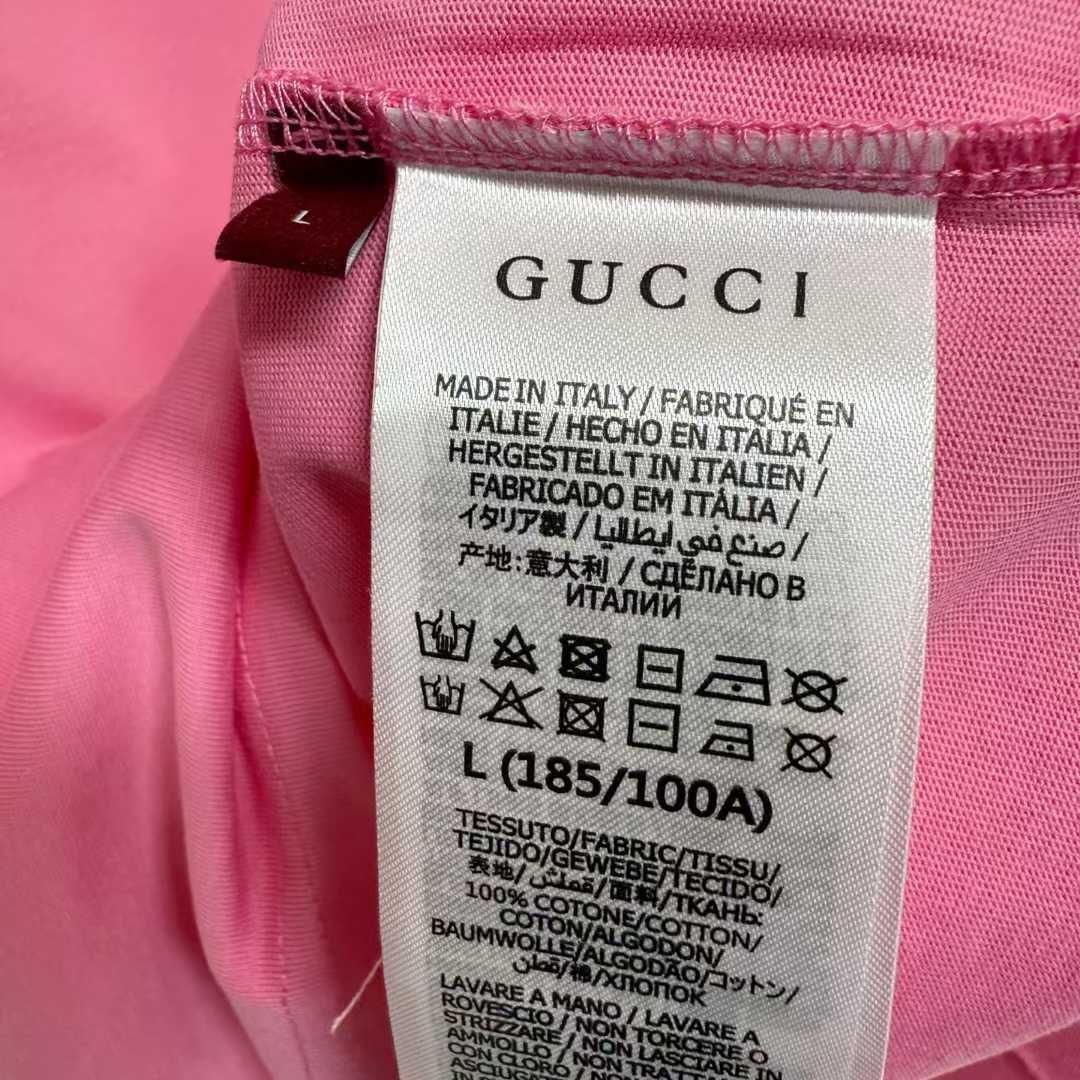 L
GUCCI
MADE IN ITALY / FABRIQUÉ EN
ITALIE / HECHO EN ITALIA /
HERGESTELLT IN ITALIEN /
FABRICADO EM ITÁLIA /
イタリア製 / صنع في ايطاليا /
产地:意大利 / СДЕЛАНО В
ИТАЛИИ
L (185/100A)
TESSUTO/FABRIC/TISSU/
TEJIDO/GEWEBE/TECIDO/
表地/قماش/面料/ТКАНЬ:
100% COTONE/COTTON/
COTON/ALGODON/
BAUMWOLLE/ALGODÃO/コットン/
قطن/棉/ХЛОПОК
LAVARE A MANO / LAVARE A
ROVESCIO / NON TORCERE O
STRIZZARE / NON LASCIARE IN
AMMOLLO / NON TRATTARE
CON CLORO / NON
ASCIUGATURA